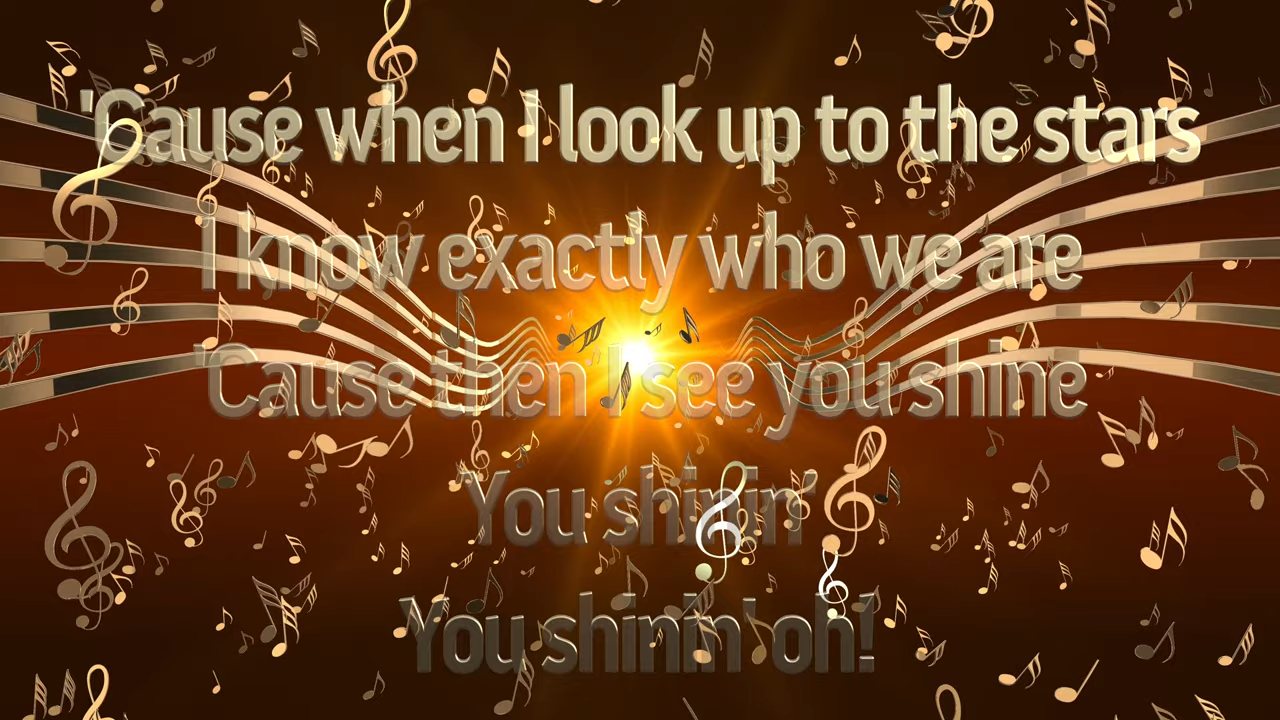 'Cause when I look up to the stars
I know exactly who we are
'Cause then I see you shine
You shinin'
You shinin' oh!